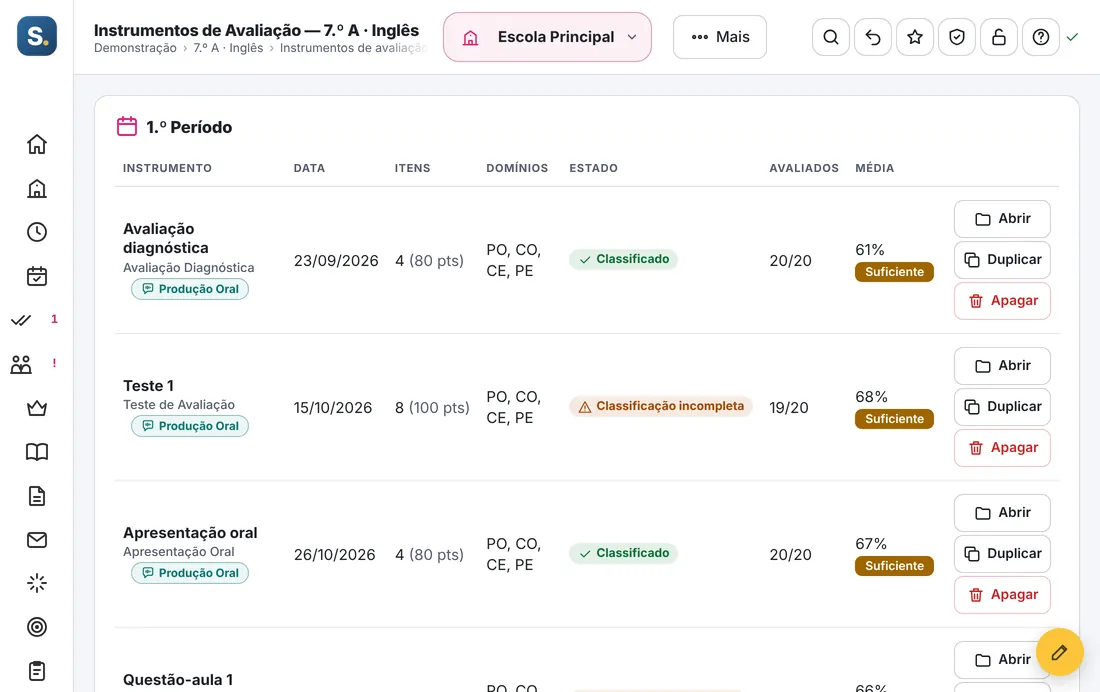 S.
Instrumentos de Avaliação — 7.º A · Inglês
Demonstração › 7.º A · Inglês › Instrumentos de avaliação
Escola Principal
Mais
1
!
1.º Período
INSTRUMENTO DATA ITENS DOMÍNIOS ESTADO AVALIADOS MÉDIA
Avaliação
diagnóstica
Avaliação Diagnóstica
Produção Oral
23/09/2026
4 (80 pts)
PO, CO,
CE, PE
Classificado
20/20
61%
Suficiente
Abrir
Duplicar
Apagar
Teste 1
Teste de Avaliação
Produção Oral
15/10/2026
8 (100 pts)
PO, CO,
CE, PE
Classificação incompleta
19/20
68%
Suficiente
Abrir
Duplicar
Apagar
Apresentação oral
Apresentação Oral
Produção Oral
26/10/2026
4 (80 pts)
PO, CO,
CE, PE
Classificado
20/20
67%
Suficiente
Abrir
Duplicar
Apagar
Questão-aula 1
PO, CO,
66%
Abrir